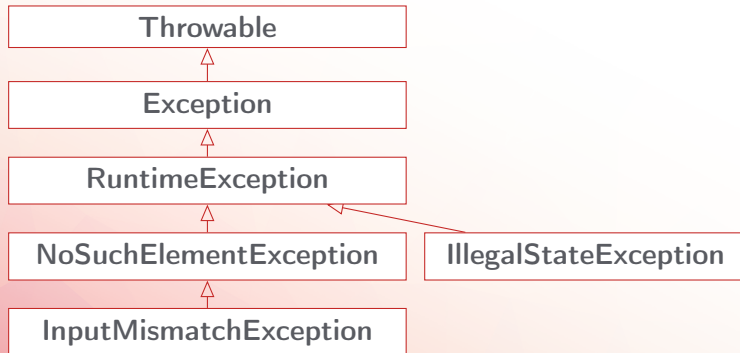 Throwable
Exception
RuntimeException
NoSuchElementException
IllegalStateException
InputMismatchException